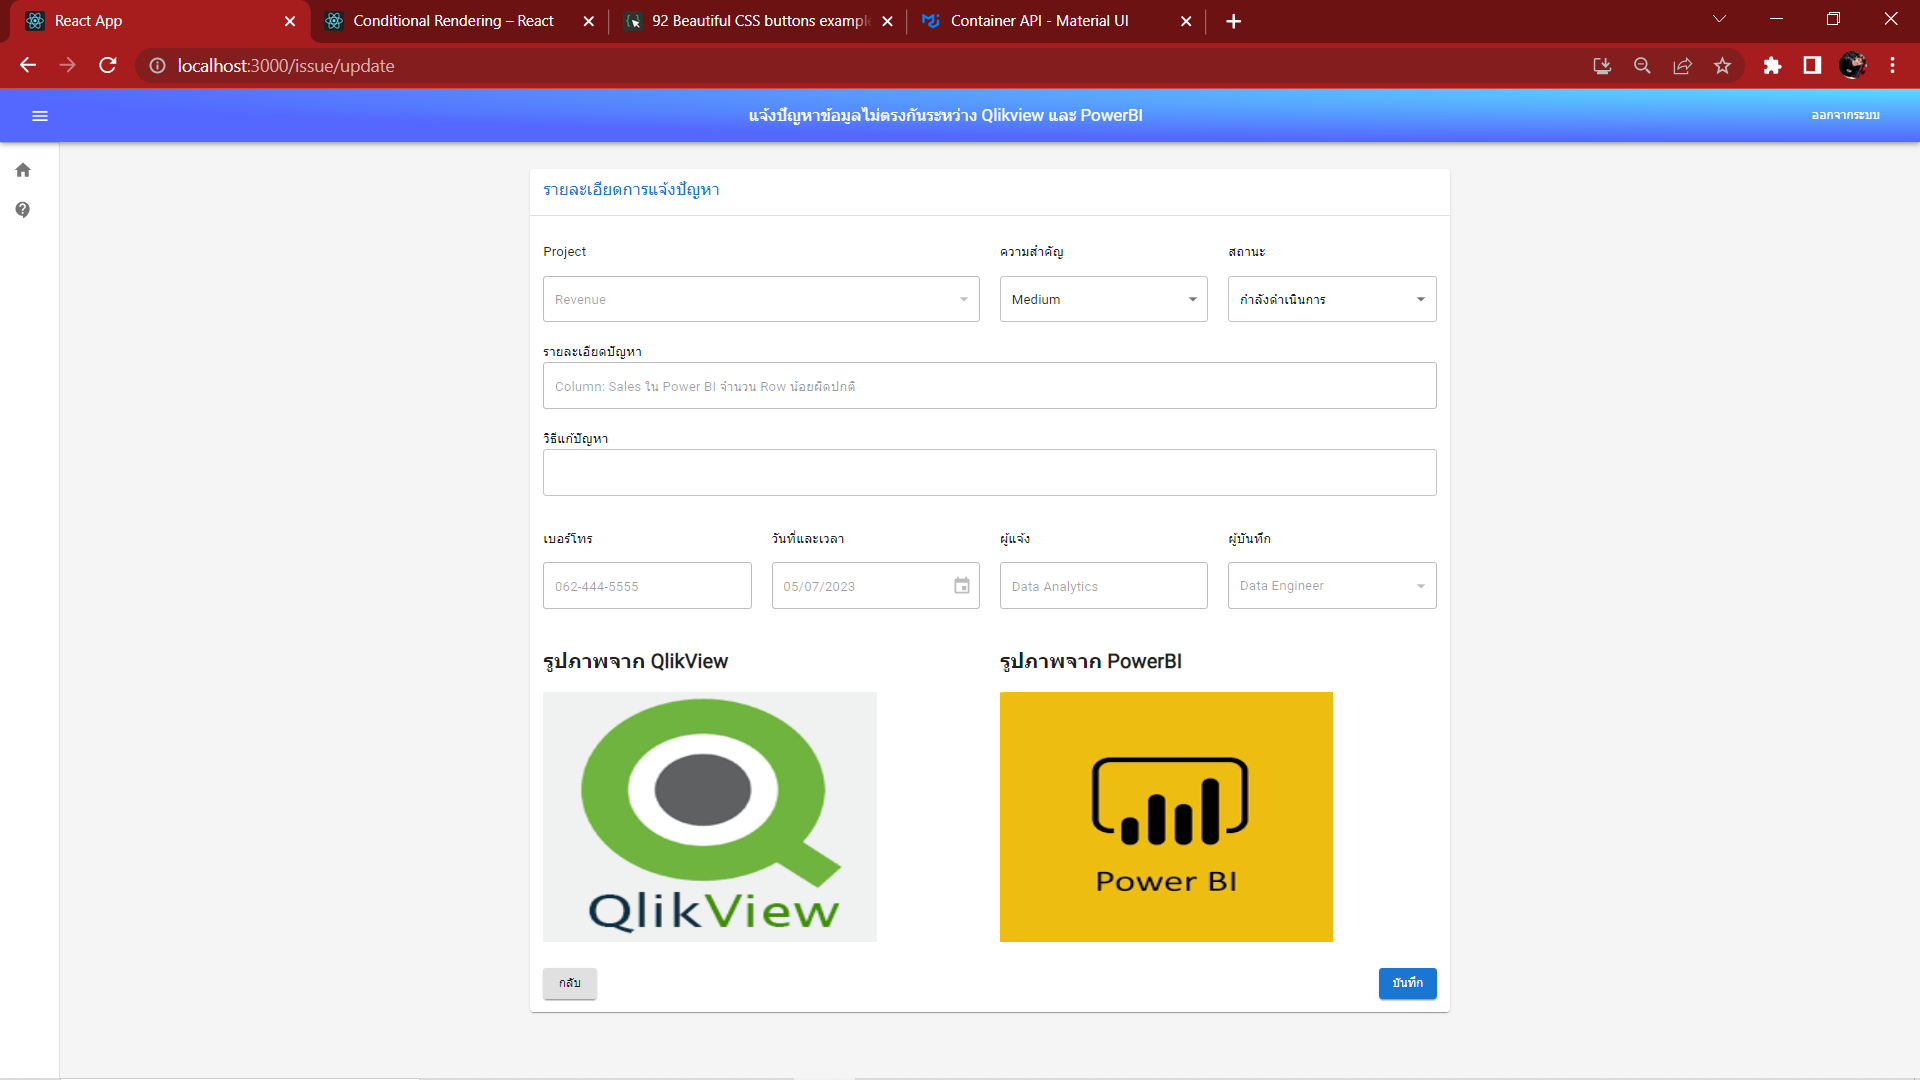 React App
Conditional Rendering – React
92 Beautiful CSS buttons example
Container API - Material UI
localhost:3000/issue/update
แจ้งปัญหาข้อมูลไม่ตรงกันระหว่าง Qlikview และ PowerBI
ออกจากระบบ
รายละเอียดการแจ้งปัญหา
Project ความสำคัญ สถานะ
Revenue Medium กำลังดำเนินการ
รายละเอียดปัญหา
Column: Sales ใน Power BI จำนวน Row น้อยผิดปกติ
วิธีแก้ปัญหา
เบอร์โทร วันที่และเวลา ผู้แจ้ง ผู้บันทึก
062-444-5555 05/07/2023 Data Analytics Data Engineer
รูปภาพจาก QlikView รูปภาพจาก PowerBI
QlikView
Power BI
กลับ บันทึก